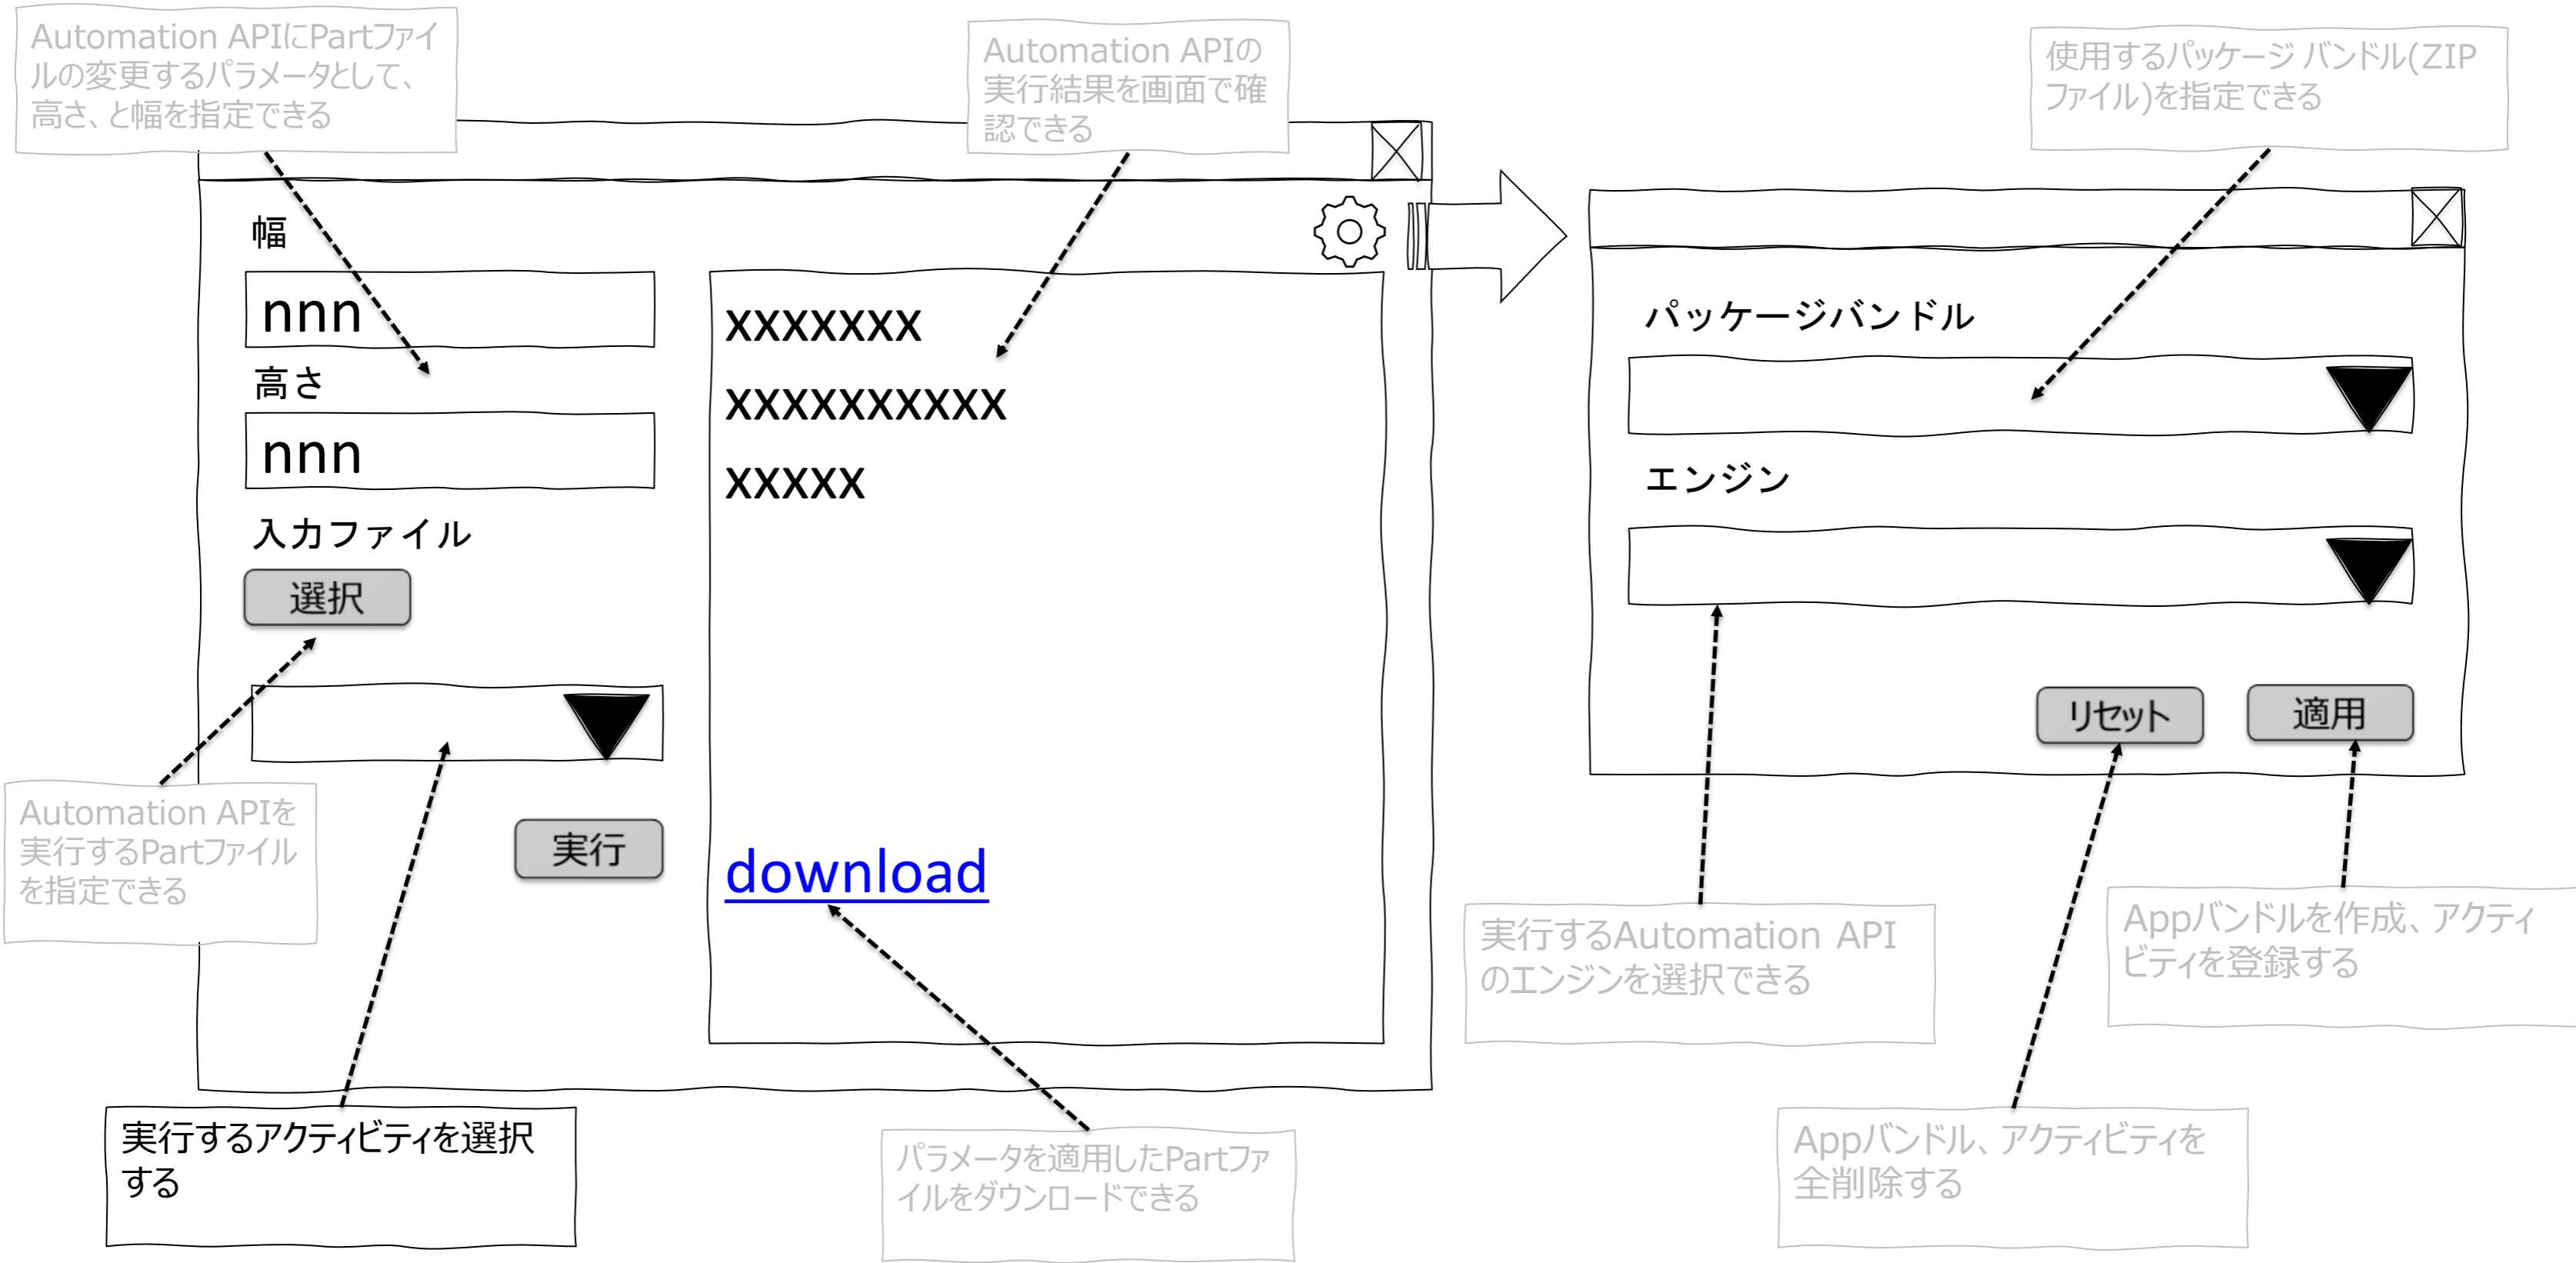 Automation APIにPartファイ
ルの変更するパラメータとして、
高さ、と幅を指定できる
Automation APIの
実行結果を画面で確
認できる
使用するパッケージ バンドル(ZIP
ファイル)を指定できる
幅
nnn
高さ
nnn
入力ファイル
選択
実行
xxxxxxx
xxxxxxxxxx
xxxxx
download
パッケージバンドル
エンジン
リセット
適用
Automation APIを
実行するPartファイル
を指定できる
実行するAutomation API
のエンジンを選択できる
Appバンドルを作成、アクティ
ビティを登録する
実行するアクティビティを選択
する
パラメータを適用したPartファ
イルをダウンロードできる
Appバンドル、アクティビティを
全削除する